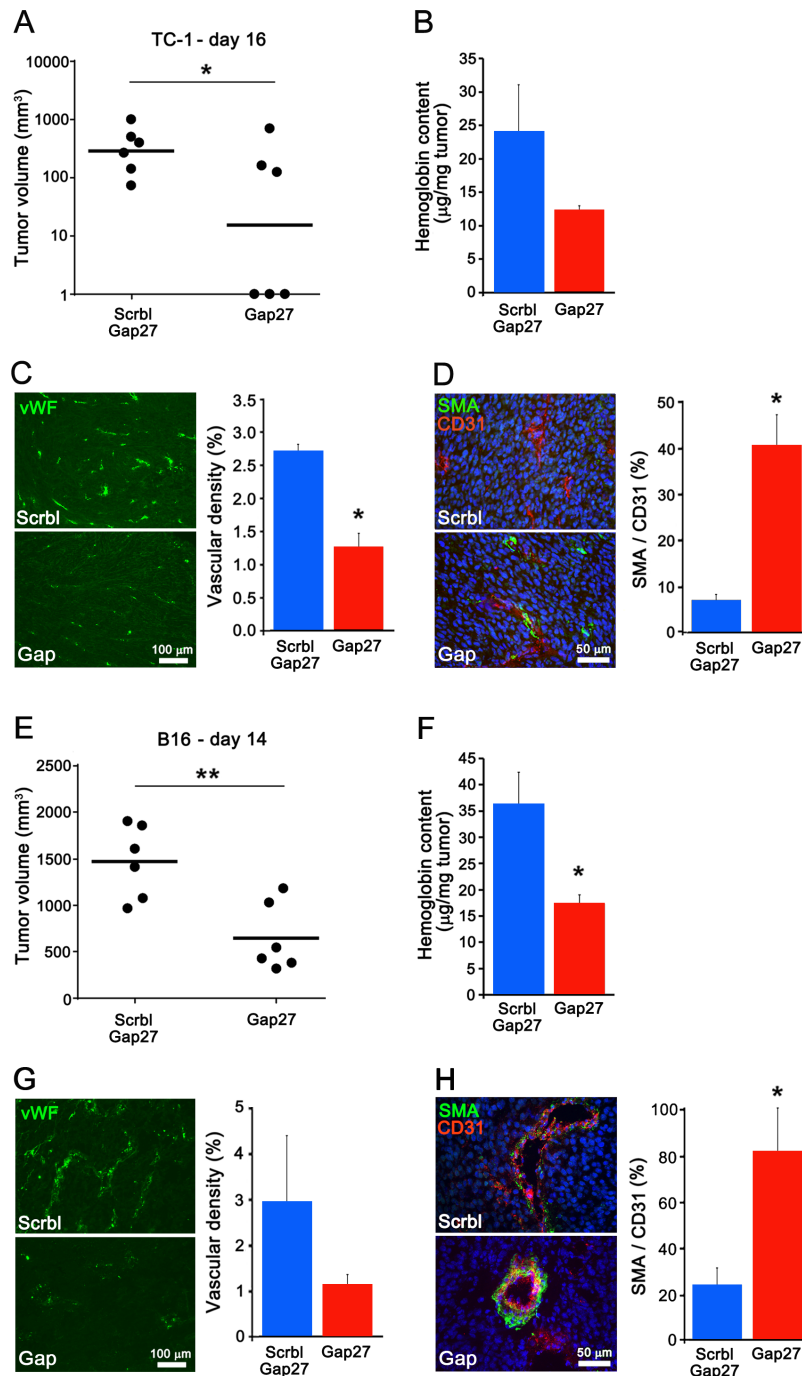 A
TC-1 - day 16
*
Tumor volume (mm³)
10000
1000
100
10
1
Scrbl
Gap27
Gap27
B
Hemoglobin content
(µg/mg tumor)
35
30
25
20
15
10
5
0
Scrbl
Gap27
Gap27
C
vWF
Scrbl
Gap
100 µm
Vascular density (%)
3.5
3.0
2.5
2.0
1.5
1.0
0.5
0.0
*
Scrbl
Gap27
Gap27
D
SMA
CD31
Scrbl
Gap
50 µm
SMA / CD31 (%)
50
40
30
20
10
0
*
Scrbl
Gap27
Gap27
E
B16 - day 14
**
Tumor volume (mm³)
2500
2000
1500
1000
500
0
Scrbl
Gap27
Gap27
F
Hemoglobin content
(µg/mg tumor)
45
40
35
30
25
20
15
10
5
0
*
Scrbl
Gap27
Gap27
G
vWF
Scrbl
Gap
100 µm
Vascular density (%)
5
4
3
2
1
0
Scrbl
Gap27
Gap27
H
SMA
CD31
Scrbl
Gap
50 µm
SMA / CD31 (%)
100
80
60
40
20
0
*
Scrbl
Gap27
Gap27